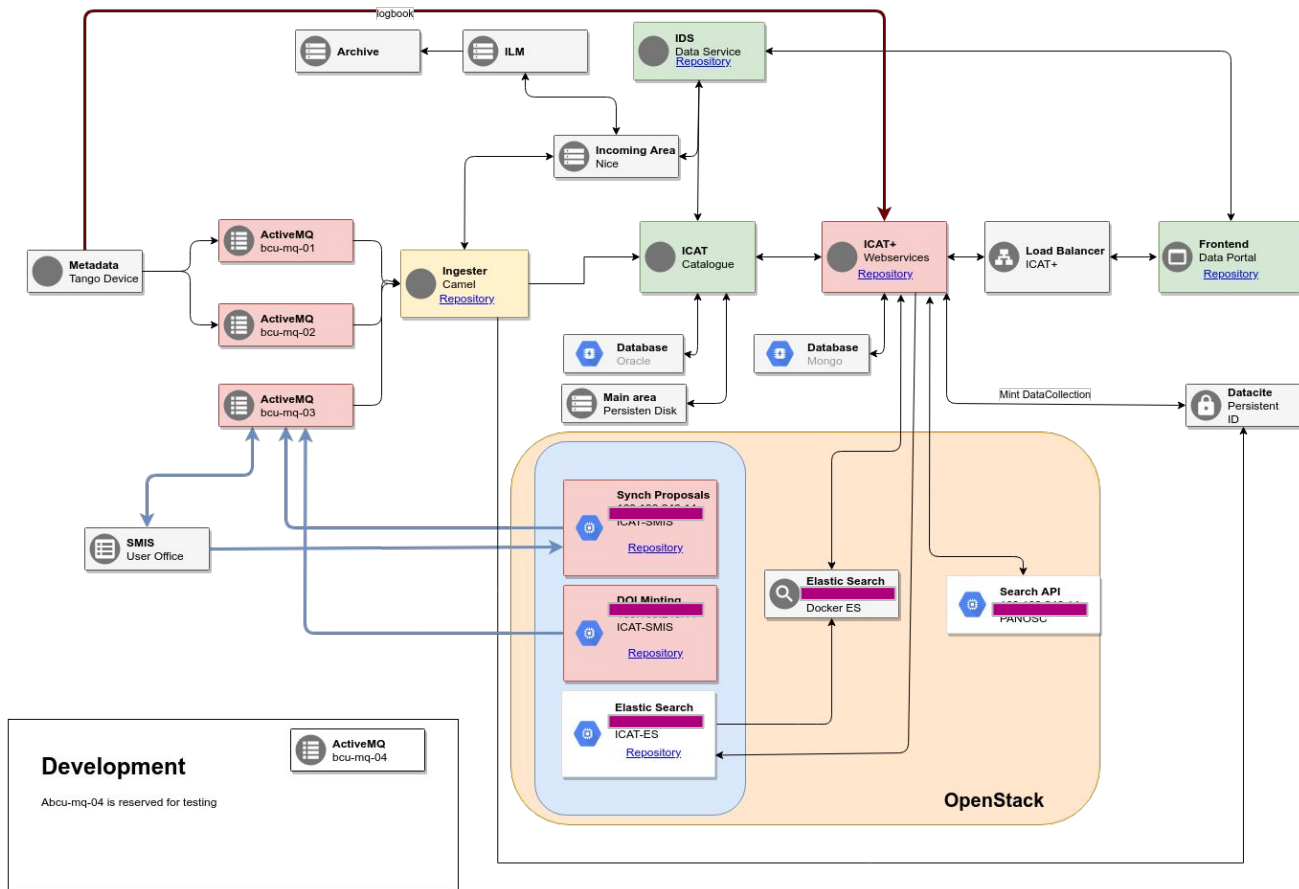 logbook
Archive
ILM
IDS
Data Service
Repository
Incoming Area
Nice
Metadata
Tango Device
ActiveMQ
bcu-mq-01
ActiveMQ
bcu-mq-02
ActiveMQ
bcu-mq-03
Ingester
Camel
Repository
ICAT
Catalogue
ICAT+
Webservices
Repository
Load Balancer
ICAT+
Frontend
Data Portal
Repository
Database
Oracle
Database
Mongo
Main area
Persisten Disk
Mint DataCollection
Datacite
Persistent
ID
SMIS
User Office
Synch Proposals
ICAT-SMIS
Repository
DOI Minting
ICAT-SMIS
Repository
Elastic Search
ICAT-ES
Repository
Elastic Search
Docker ES
Search API
PANOSC
OpenStack
Development
Abcu-mq-04 is reserved for testing
ActiveMQ
bcu-mq-04